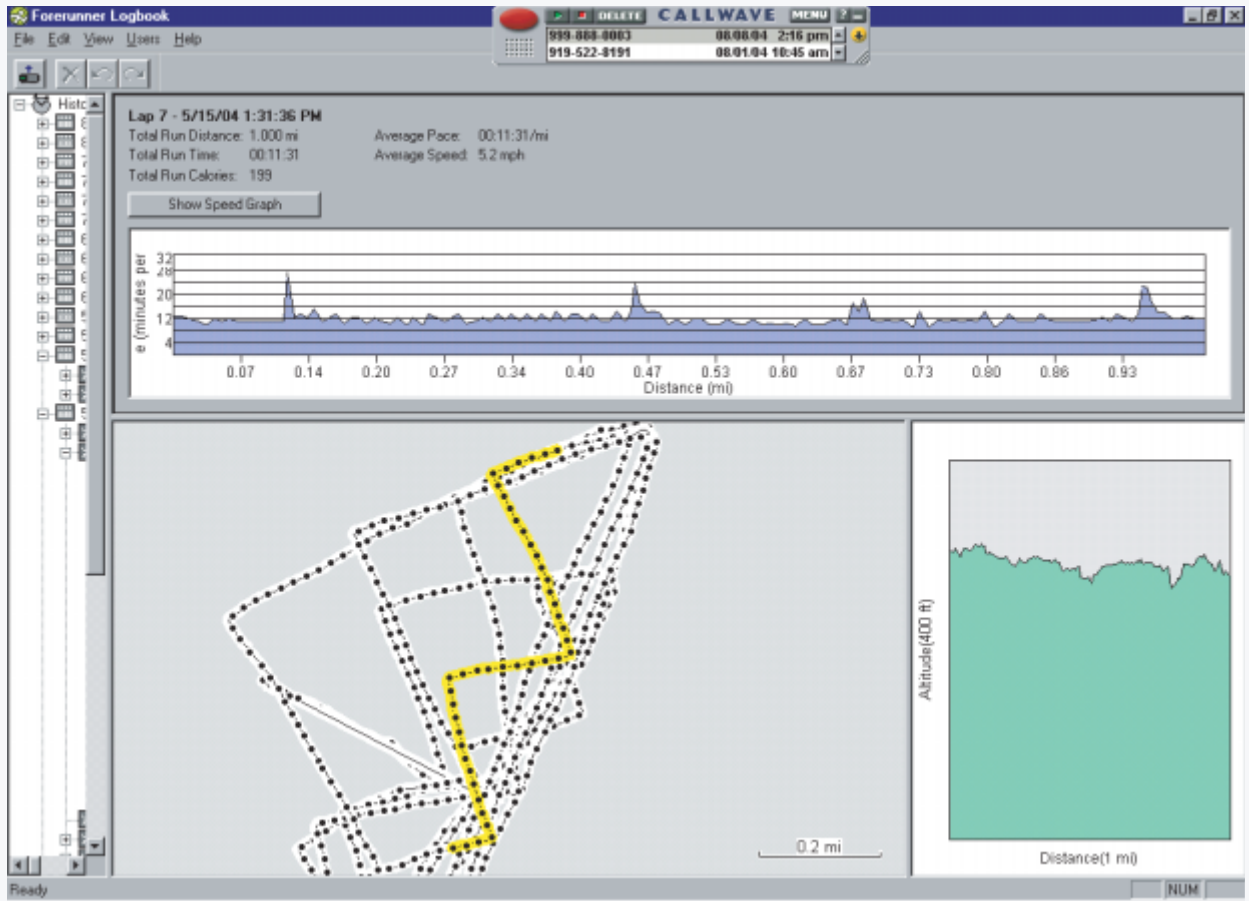 Forerunner Logbook
DELETE CALLWAVE MENU ?
File Edit View Users Help
999-888-0003 08/08/04 2:16 pm
919-522-8191 08/01/04 10:45 am
Histc
Lap 7 - 5/15/04 1:31:36 PM
Total Run Distance: 1.000 mi Average Pace: 00:11:31/mi
Total Run Time: 00:11:31 Average Speed: 5.2 mph
Total Run Calories: 199
Show Speed Graph
e (minutes per
32
28
20
12
4
0.07 0.14 0.20 0.27 0.34 0.40 0.47 0.53 0.60 0.67 0.73 0.80 0.86 0.93
Distance (mi)
Altitude(400 ft)
0.2 mi
Distance(1 mi)
Ready NUM